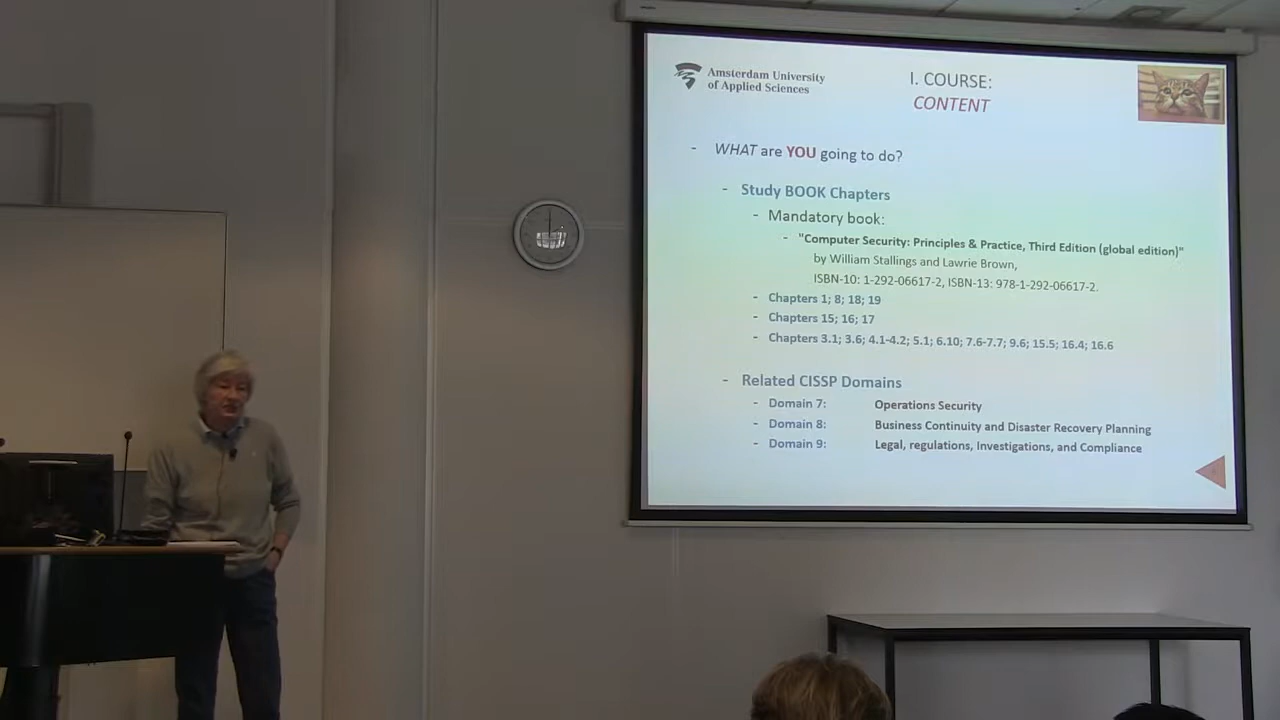 Amsterdam University
of Applied Sciences
I. COURSE:
CONTENT
- WHAT are YOU going to do?
- Study BOOK Chapters
- Mandatory book:
- "Computer Security: Principles & Practice, Third Edition (global edition)"
by William Stallings and Lawrie Brown,
ISBN-10: 1-292-06617-2, ISBN-13: 978-1-292-06617-2.
- Chapters 1; 8; 18; 19
- Chapters 15; 16; 17
- Chapters 3.1; 3.6; 4.1-4.2; 5.1; 6.10; 7.6-7.7; 9.6; 15.5; 16.4; 16.6
- Related CISSP Domains
- Domain 7: Operations Security
- Domain 8: Business Continuity and Disaster Recovery Planning
- Domain 9: Legal, regulations, Investigations, and Compliance